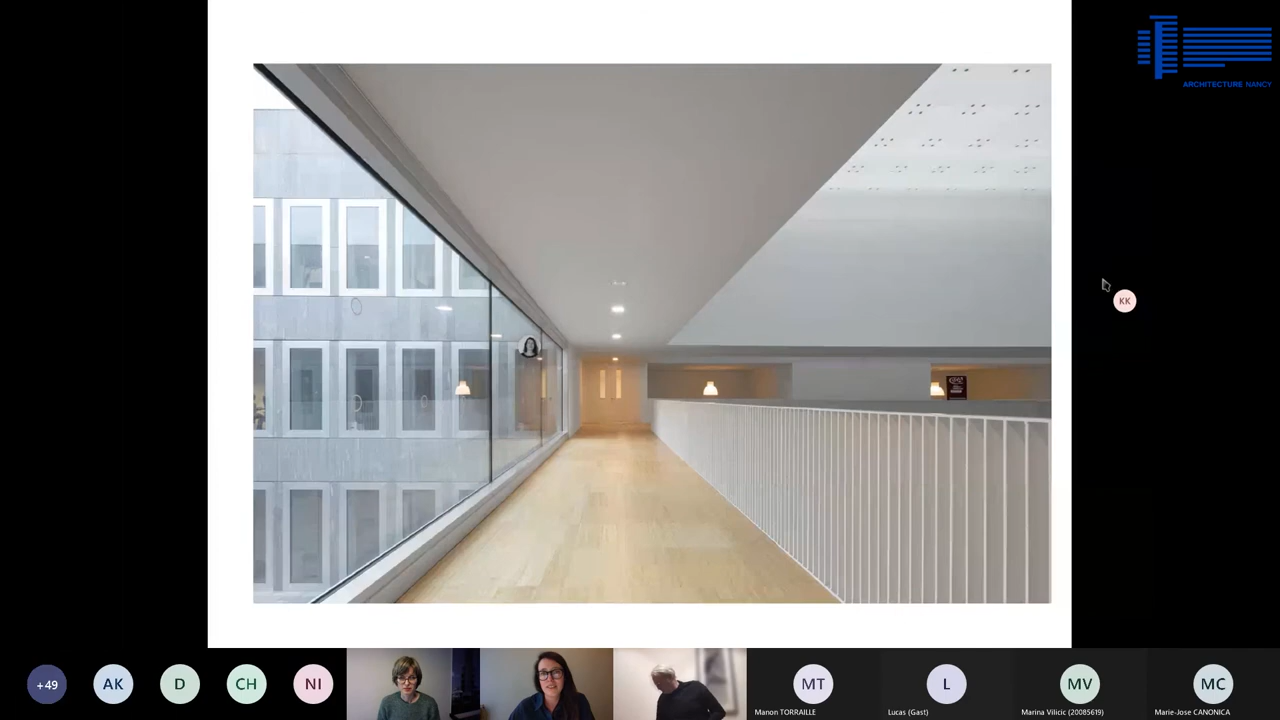 ARCHITECTURE NANCY
KK
+49
AK
D
CH
NI
MT
L
MV
MC
Manon TORRAILLE
Lucas (Gast)
Marina Vilicic (20085619)
Marie-Jose CANONICA